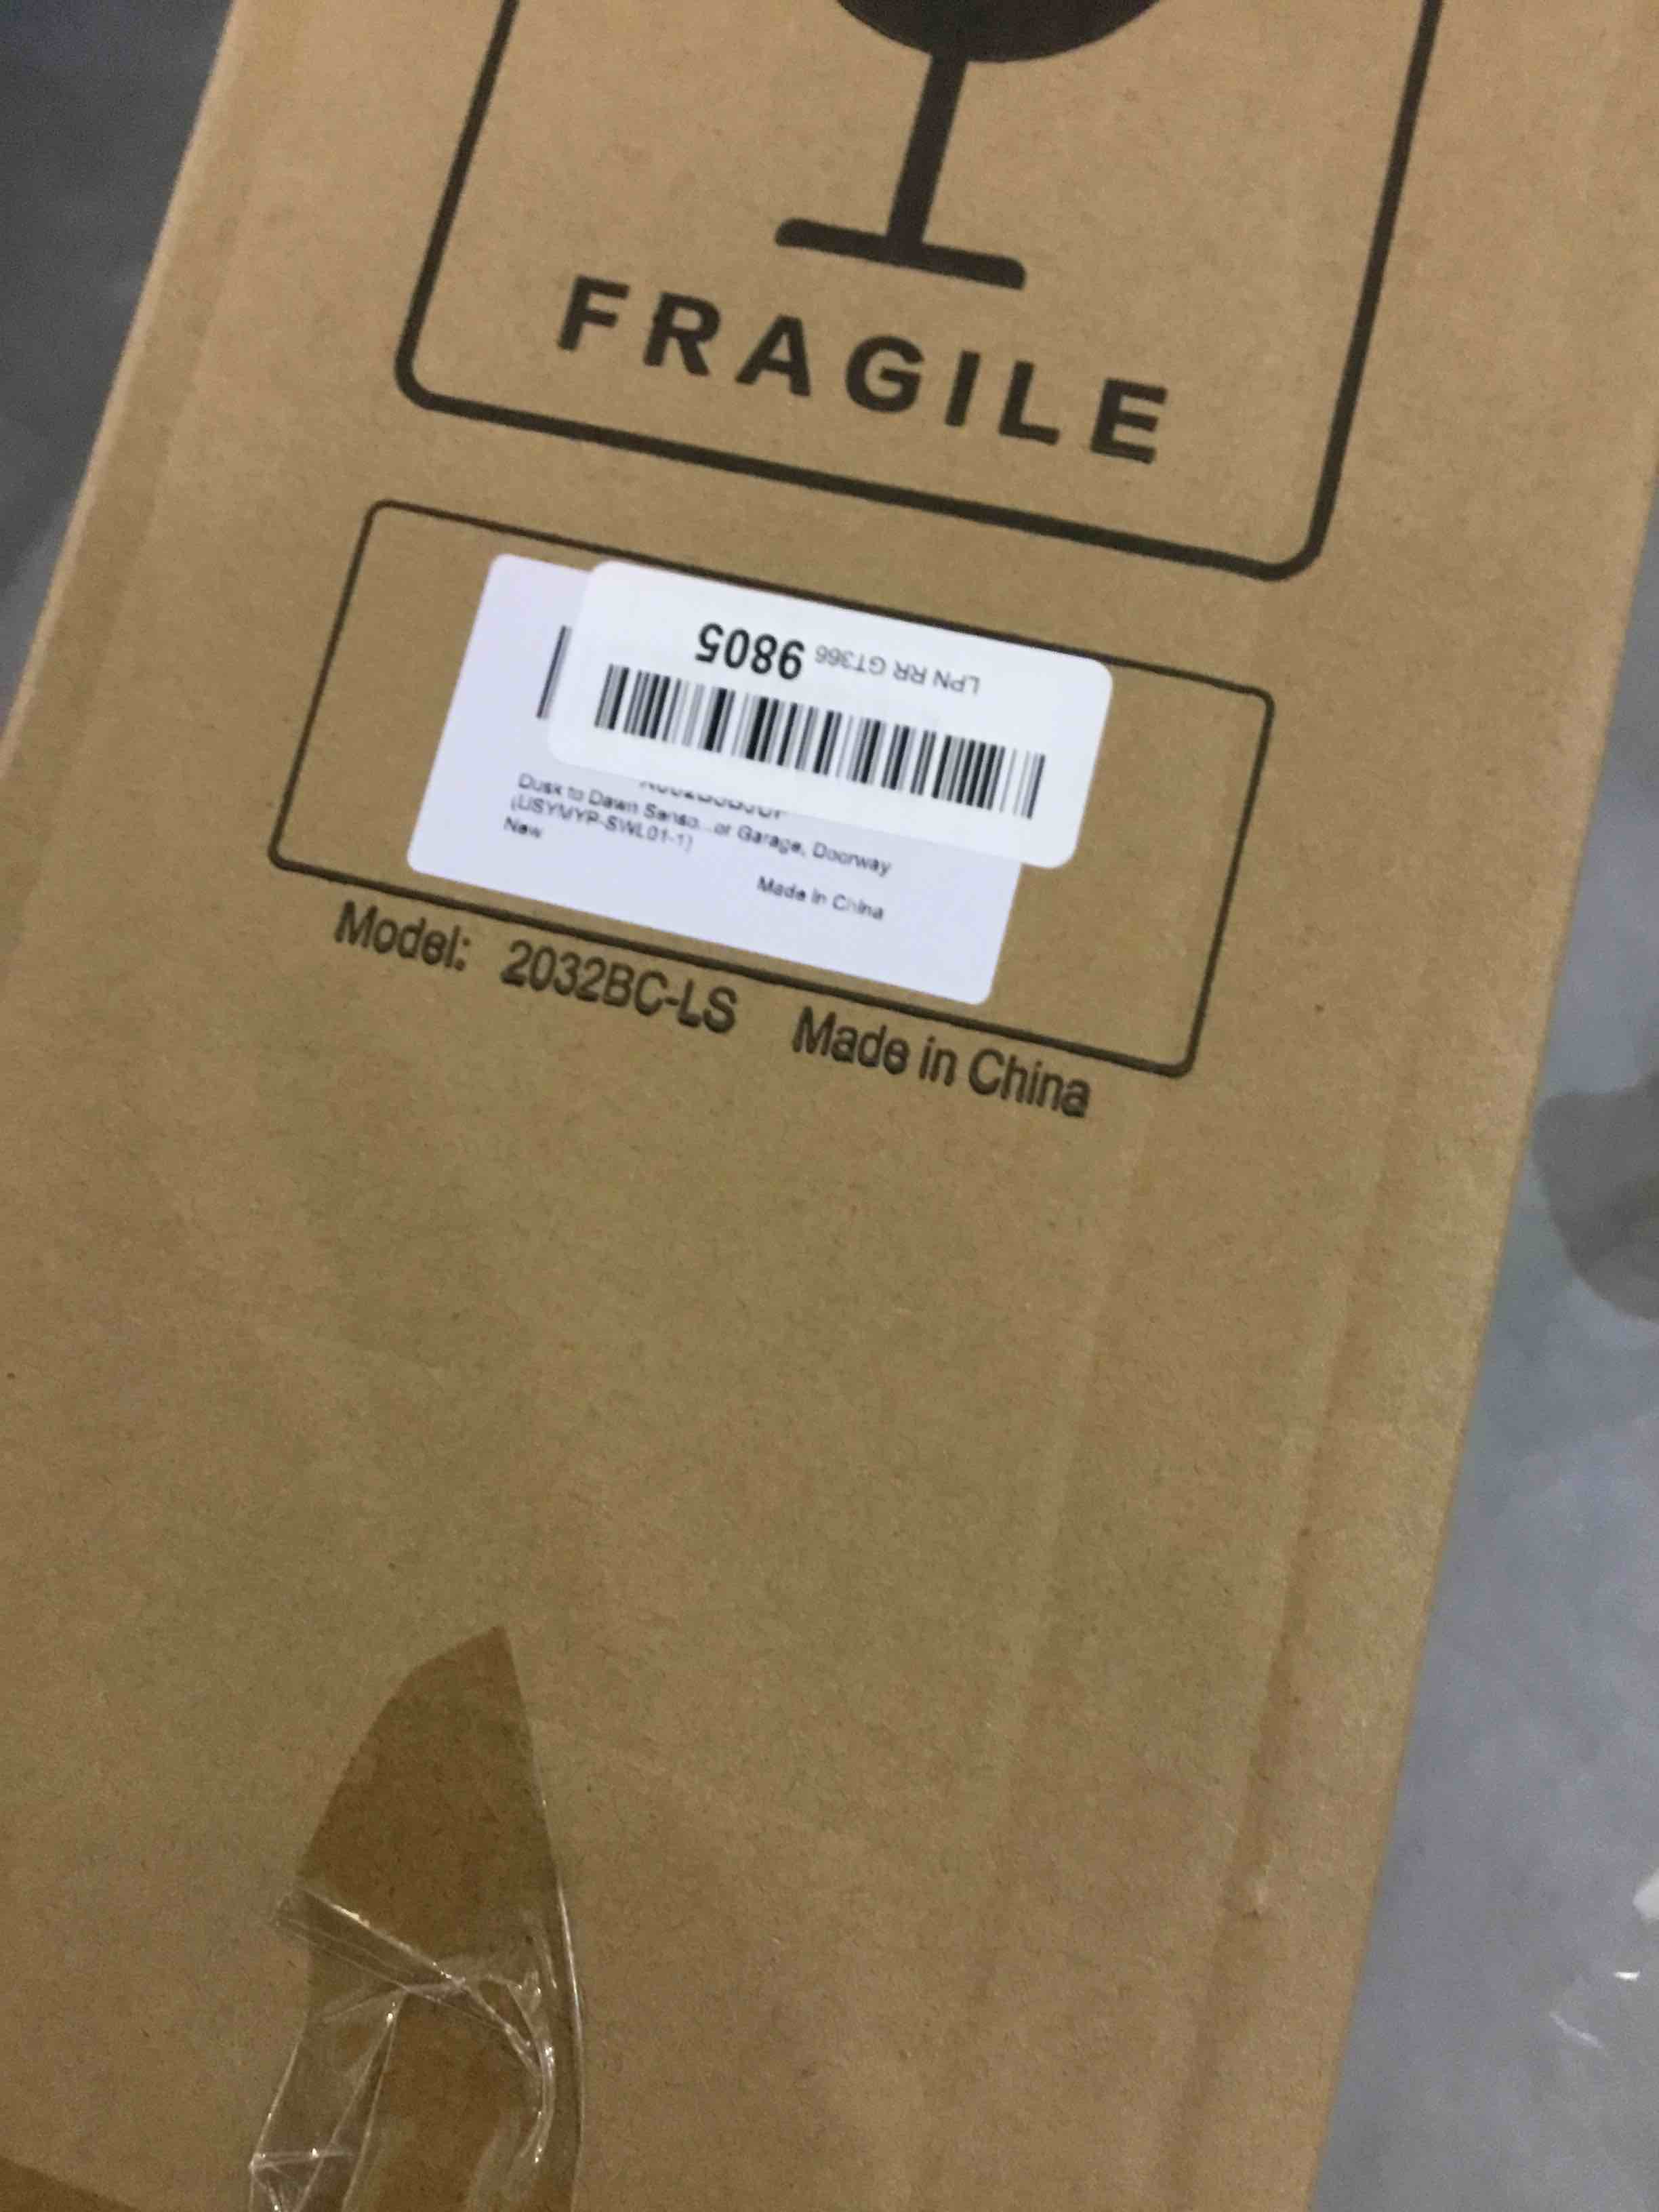 FRAGILE
LPN RR GT366 9805
Dusk to Dawn Senso...or Garage, Doorway
(USYMYP-SWL01-1)
New
Made in China
Model: 2032BC-LS Made in China